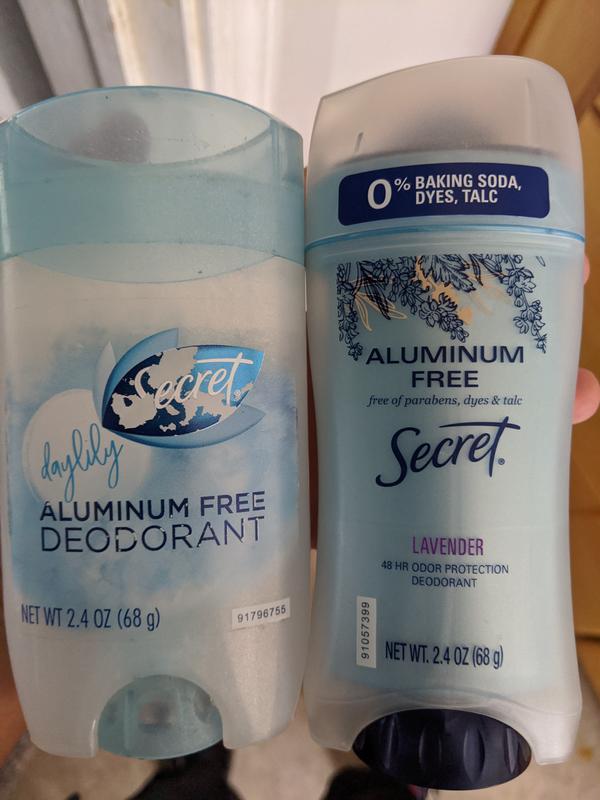 Secret
daylily
ALUMINUM FREE
DEODORANT
NET WT 2.4 OZ (68 g)
91796755
0% BAKING SODA,
DYES, TALC
ALUMINUM
FREE
free of parabens, dyes & talc
Secret®
LAVENDER
48 HR ODOR PROTECTION
DEODORANT
91057399
NET WT. 2.4 OZ (68 g)